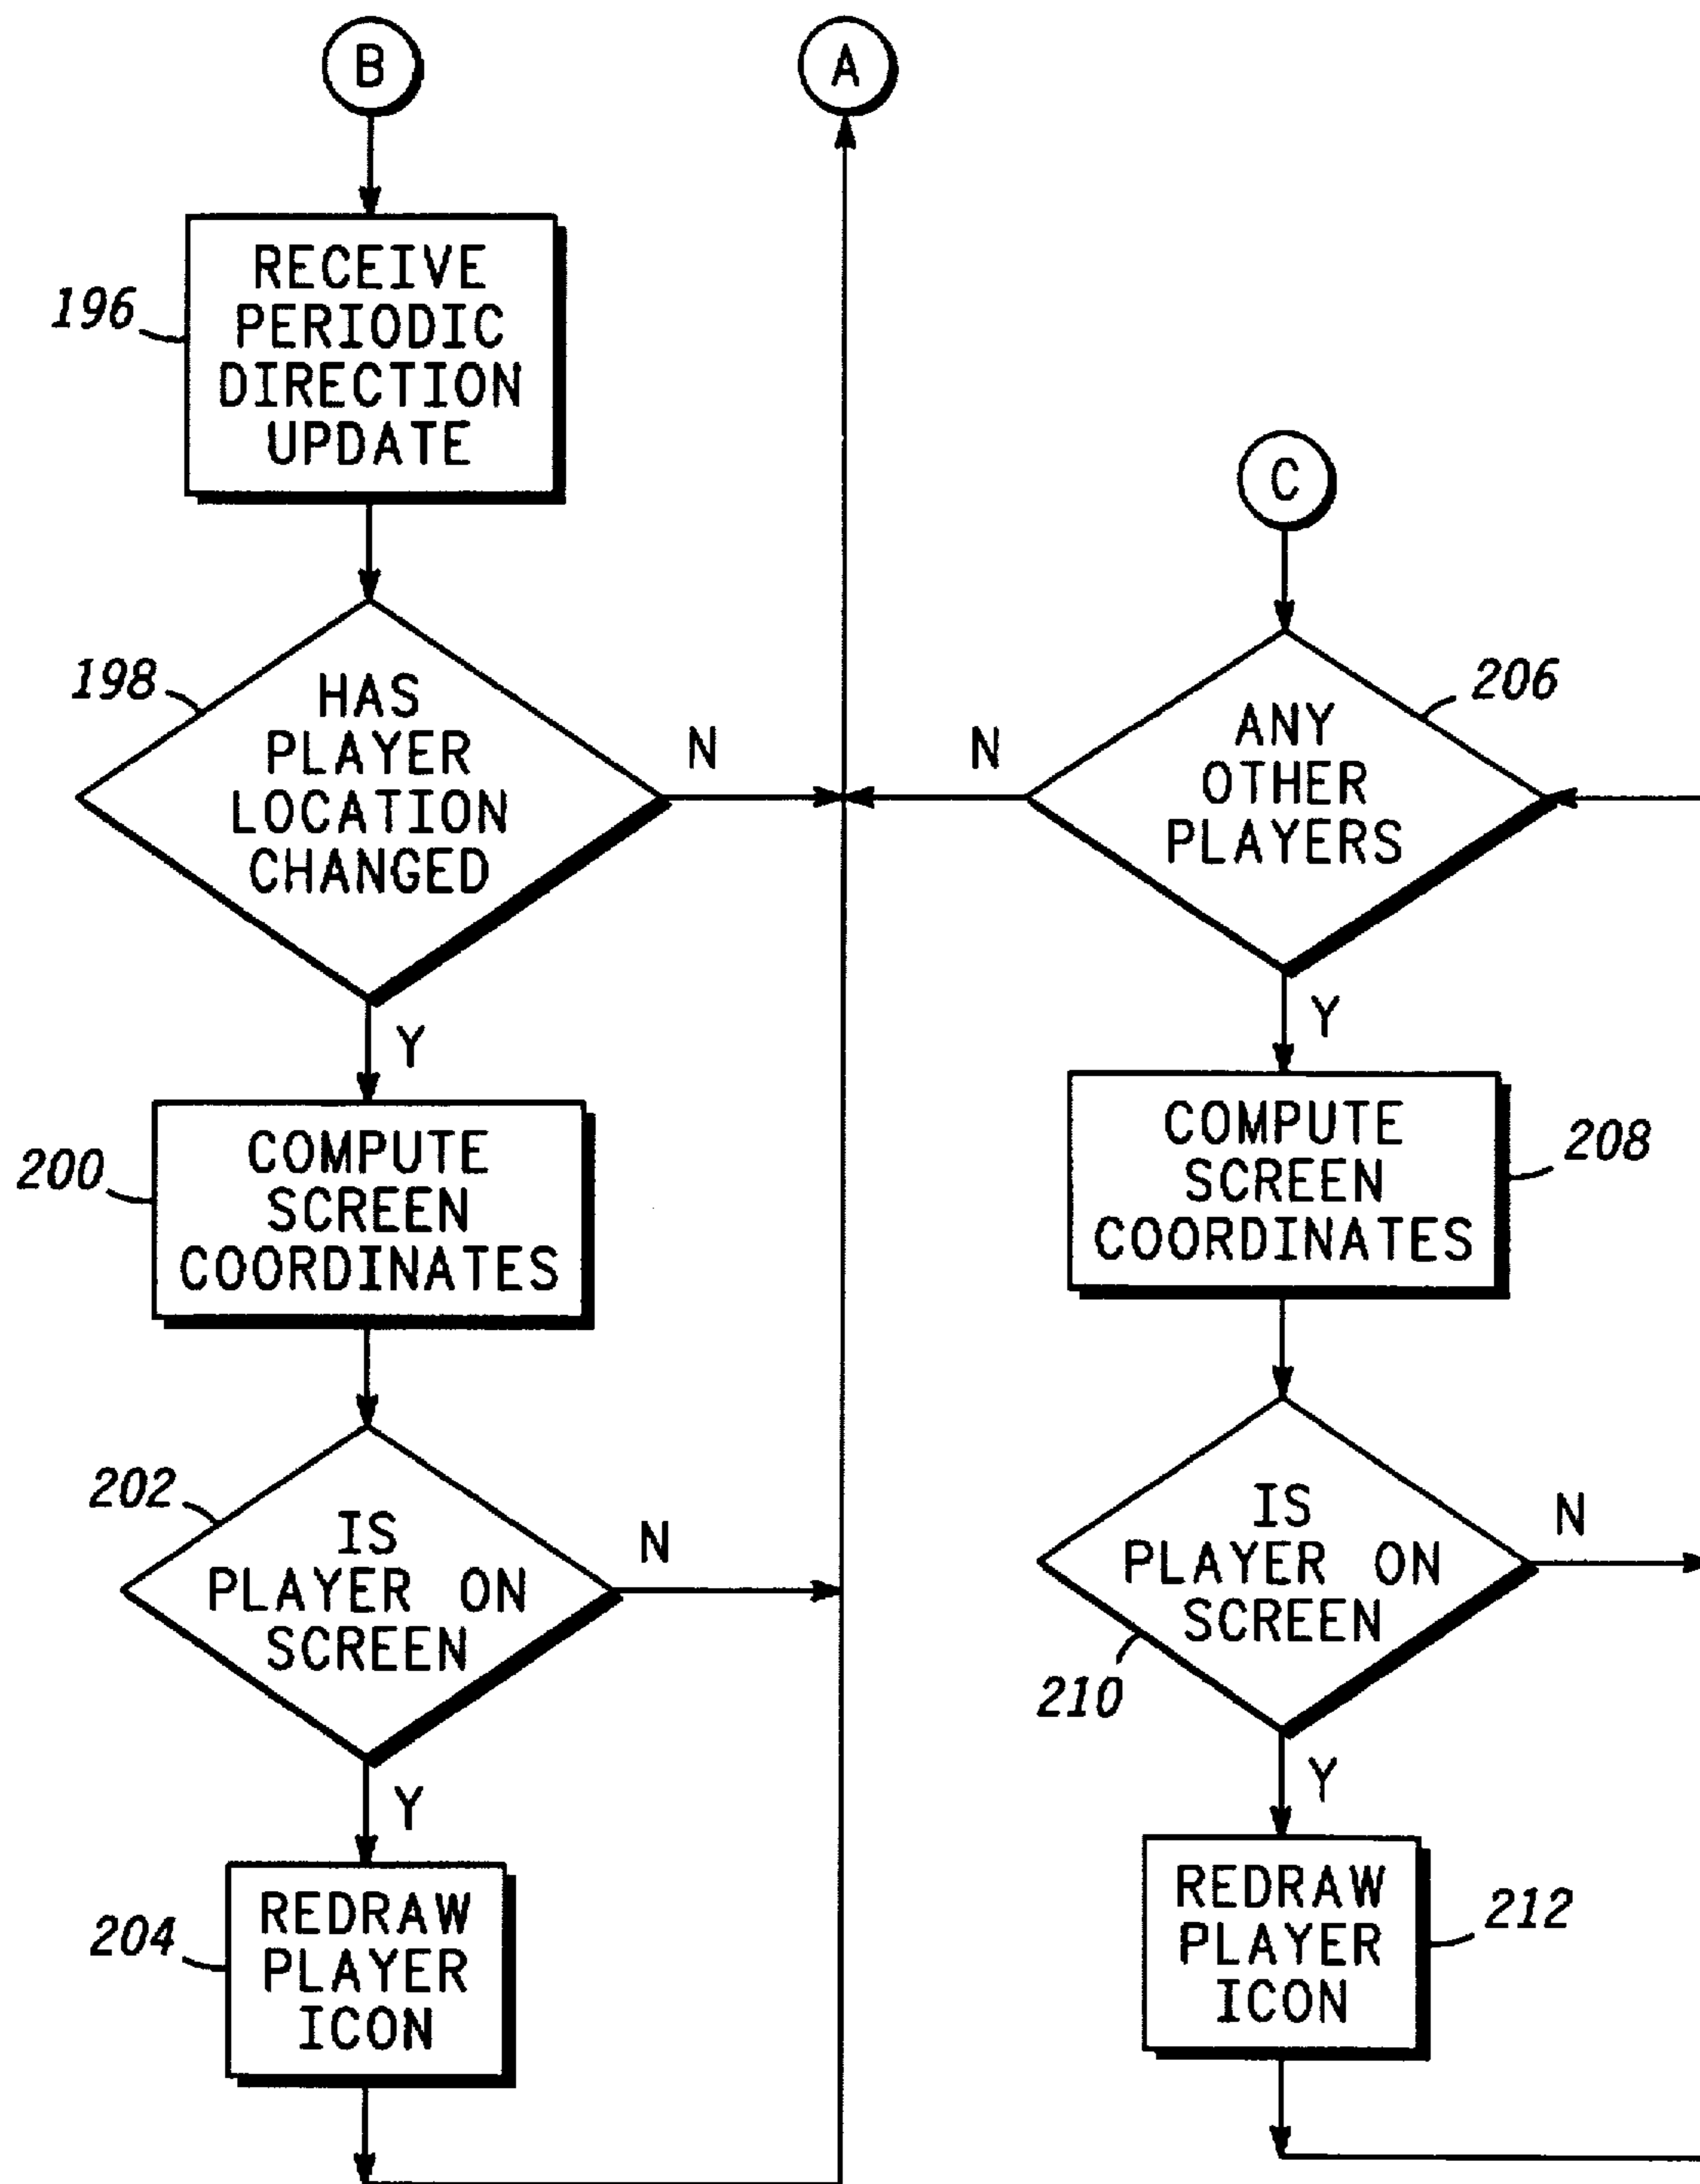 B
A
RECEIVE
PERIODIC
DIRECTION
UPDATE
196
C
198
HAS
PLAYER
LOCATION
CHANGED
N
N
206
ANY
OTHER
PLAYERS
Y
Y
200
COMPUTE
SCREEN
COORDINATES
COMPUTE
SCREEN
COORDINATES
208
202
IS
PLAYER ON
SCREEN
N
IS
PLAYER ON
SCREEN
N
210
Y
Y
204
REDRAW
PLAYER
ICON
REDRAW
PLAYER
ICON
212